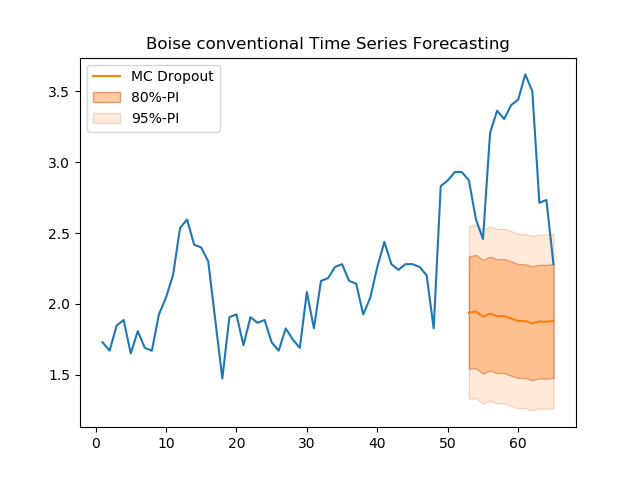 Boise conventional Time Series Forecasting
MC Dropout
80%-PI
95%-PI
3.5
3.0
2.5
2.0
1.5
0 10 20 30 40 50 60